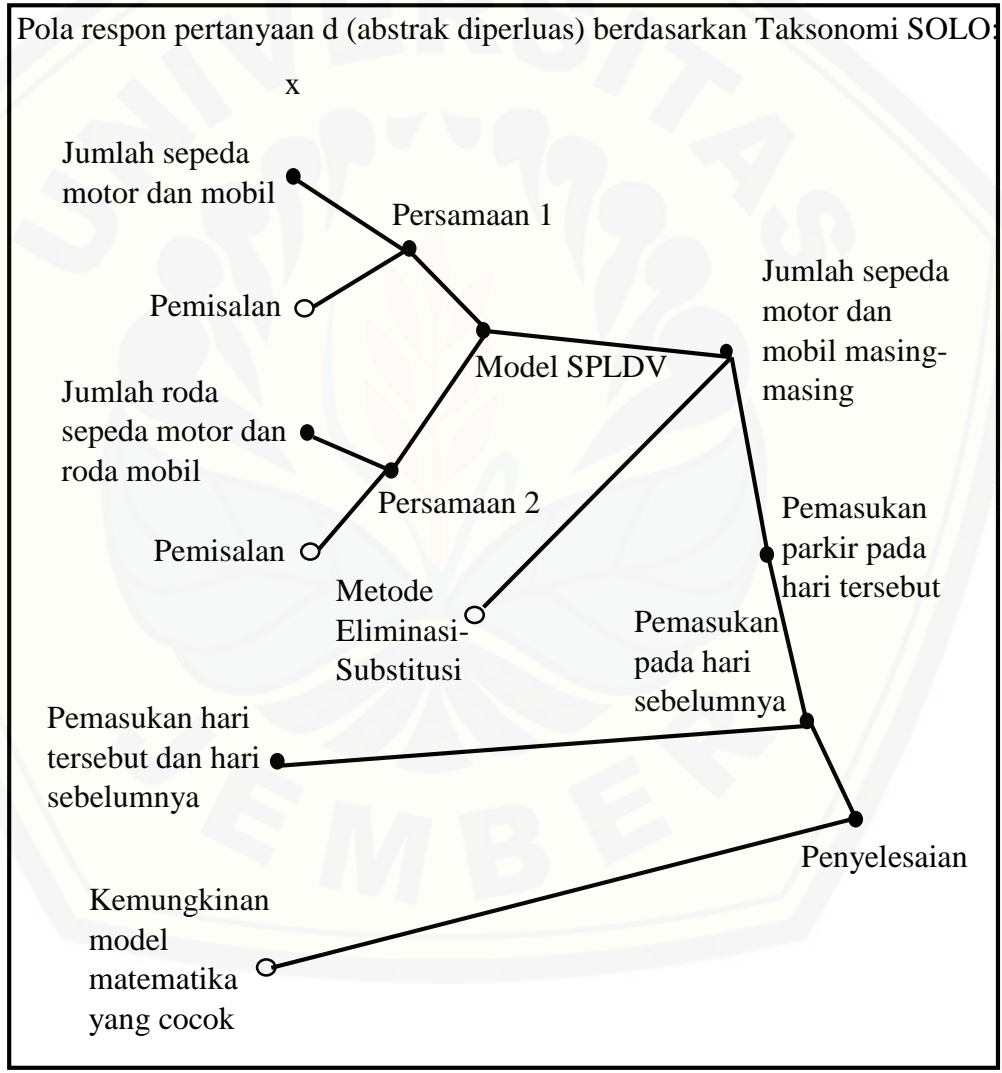 Pola respon pertanyaan d (abstrak diperluas) berdasarkan Taksonomi SOLO:
x
Jumlah sepeda
motor dan mobil
Persamaan 1
Pemisalan
Jumlah sepeda
motor dan
mobil masing-
masing
Model SPLDV
Jumlah roda
sepeda motor dan
roda mobil
Persamaan 2
Pemisalan
Pemasukan
parkir pada
hari tersebut
Metode
Eliminasi-
Substitusi
Pemasukan
pada hari
sebelumnya
Pemasukan hari
tersebut dan hari
sebelumnya
Penyelesaian
Kemungkinan
model
matematika
yang cocok
UNIVERSITAS
JEMBER